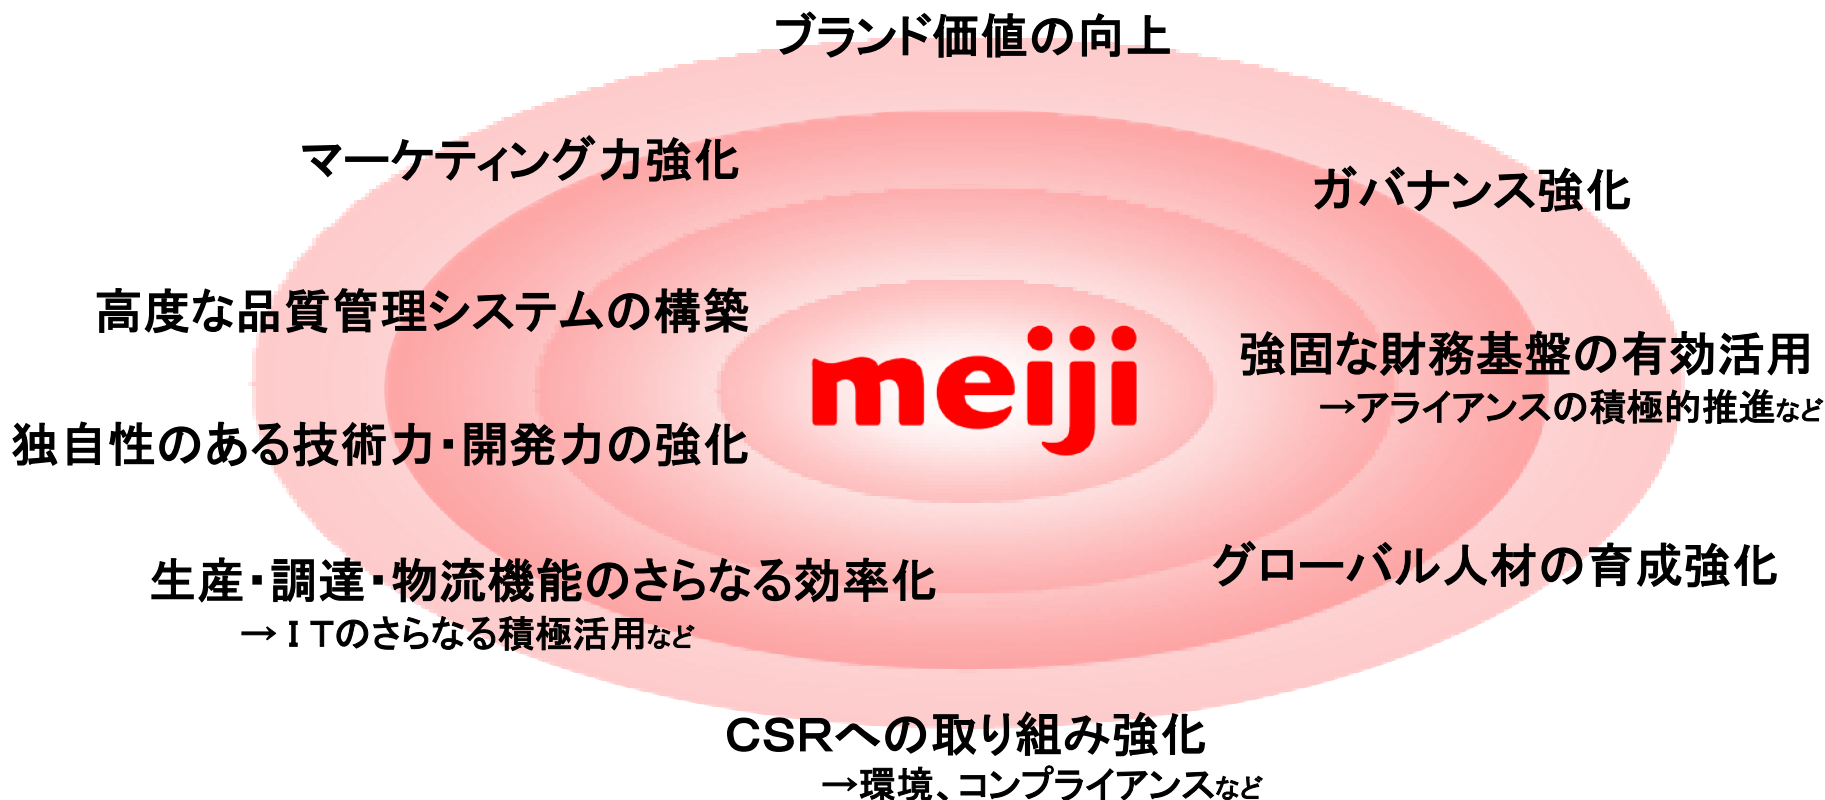 ブランド価値の向上
マーケティング力強化
ガバナンス強化
高度な品質管理システムの構築
強固な財務基盤の有効活用
→アライアンスの積極的推進など
meiji
独自性のある技術力・開発力の強化
生産・調達・物流機能のさらなる効率化
→ＩＴのさらなる積極活用など
グローバル人材の育成強化
CSRへの取り組み強化
→環境、コンプライアンスなど